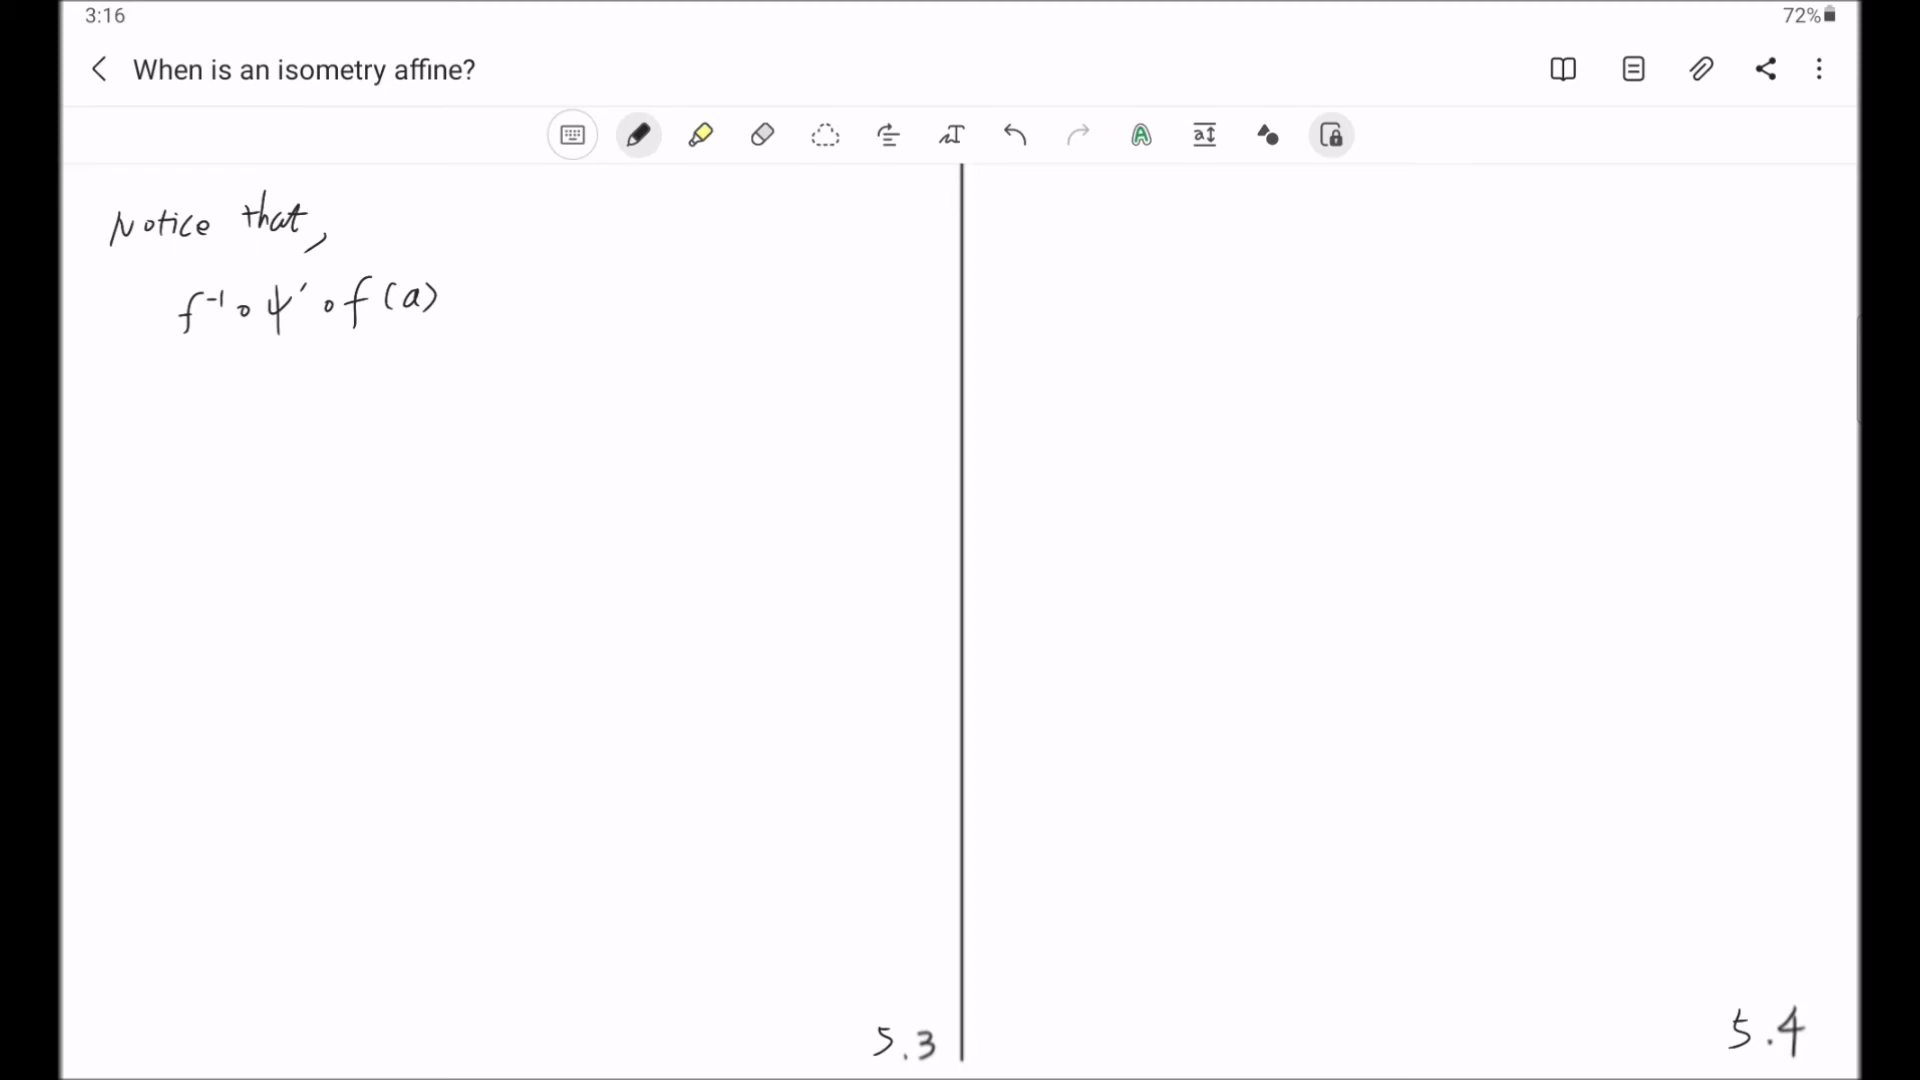 3:16
72%
When is an isometry affine?
Notice that,
f⁻¹∘ψ′∘f(a)
5.3
5.4